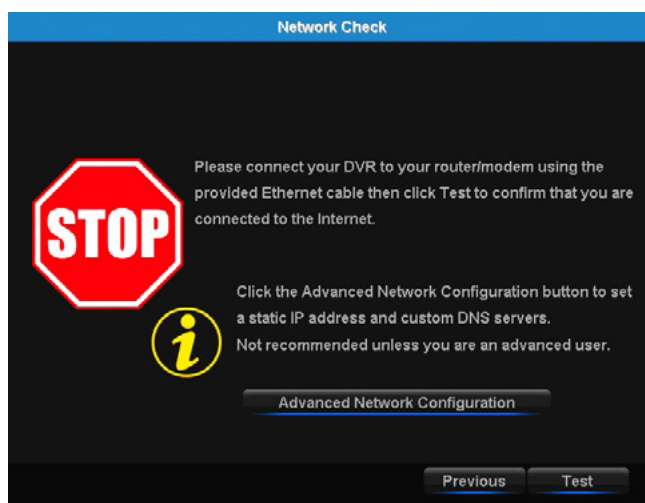 Network Check
Please connect your DVR to your router/modem using the
provided Ethernet cable then click Test to confirm that you are
connected to the Internet.
STOP
Click the Advanced Network Configuration button to set
a static IP address and custom DNS servers.
Not recommended unless you are an advanced user.
i
Advanced Network Configuration
Previous
Test